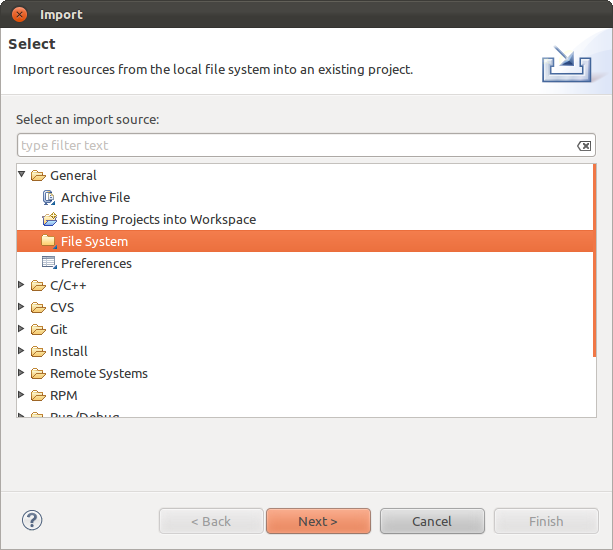 Import
Select
Import resources from the local file system into an existing project.
Select an import source:
type filter text
General
Archive File
Existing Projects into Workspace
File System
Preferences
C/C++
CVS
Git
Install
Remote Systems
RPM
Run/Debug
?
< Back
Next >
Cancel
Finish